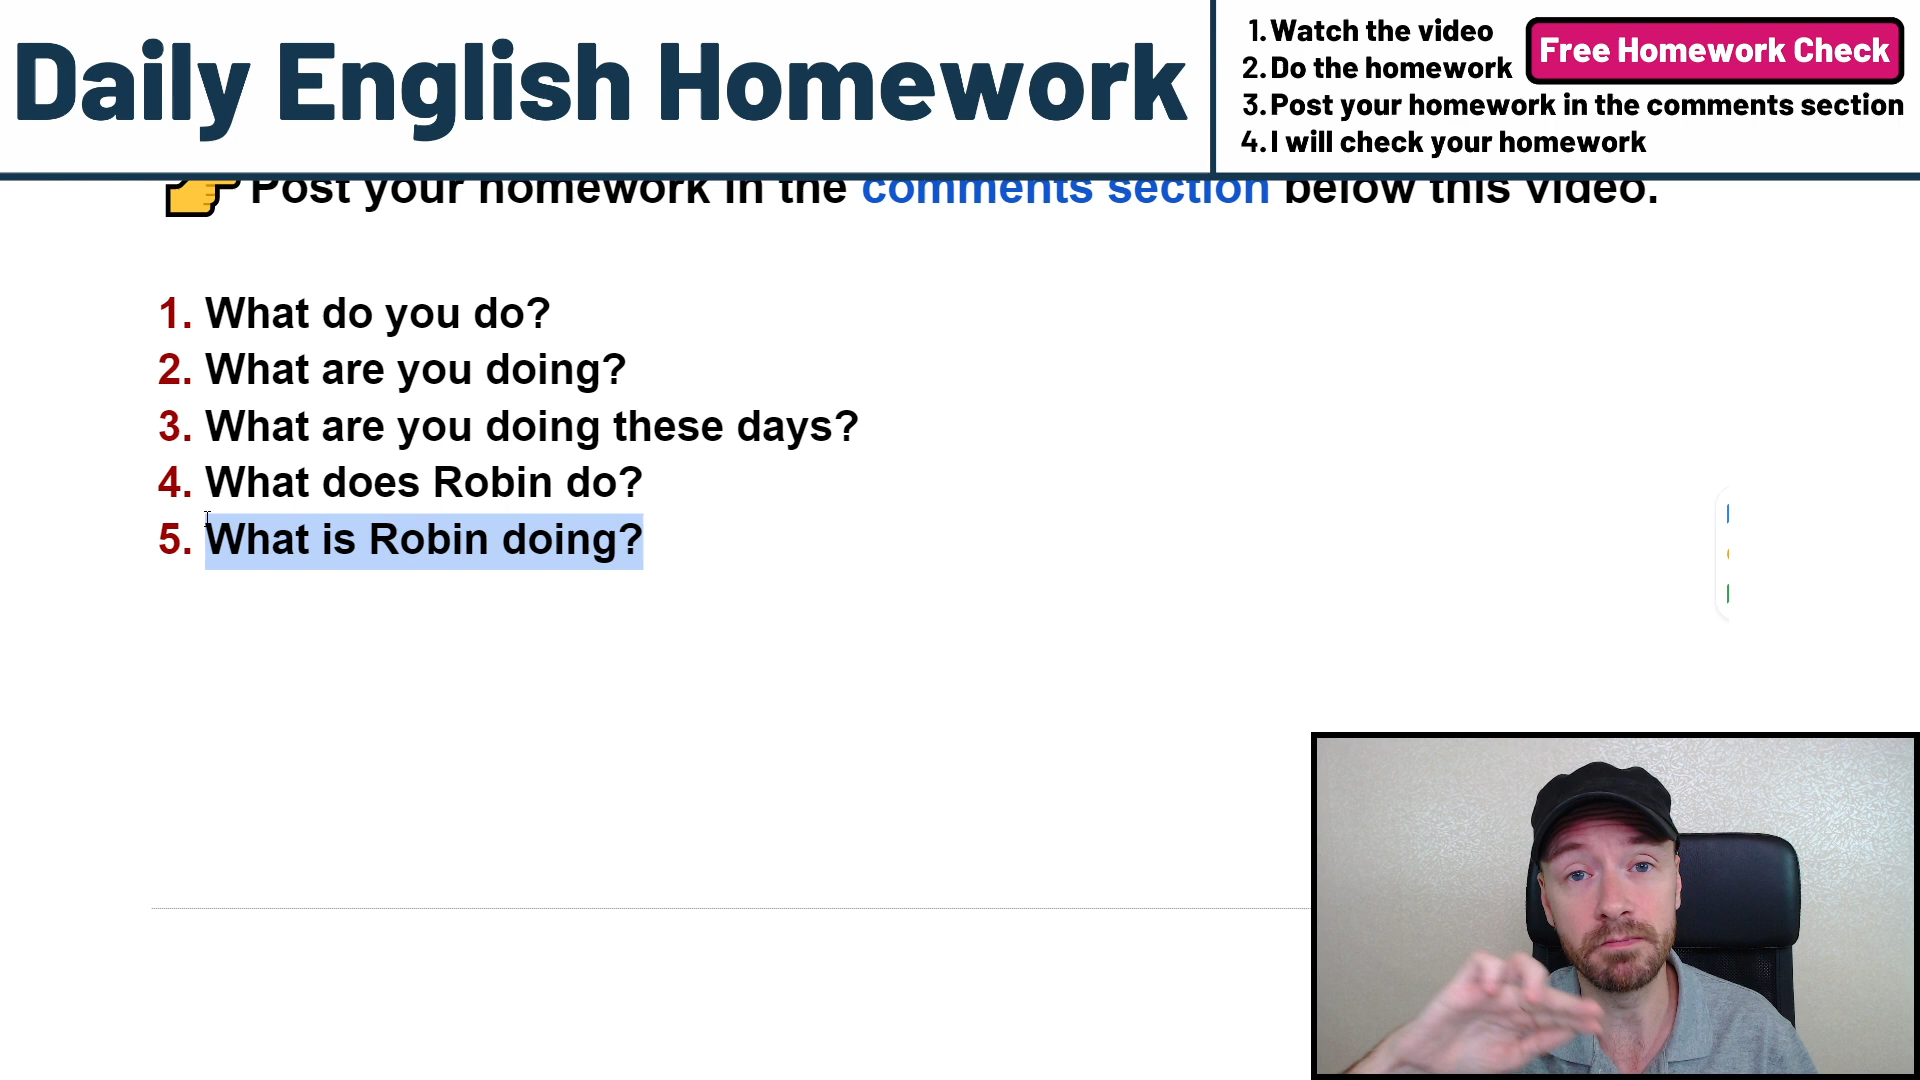 Daily English Homework
1. Watch the video
2. Do the homework
Free Homework Check
3. Post your homework in the comments section
4. I will check your homework
Post your homework in the comments section below this video.
1. What do you do?
2. What are you doing?
3. What are you doing these days?
4. What does Robin do?
5. What is Robin doing?